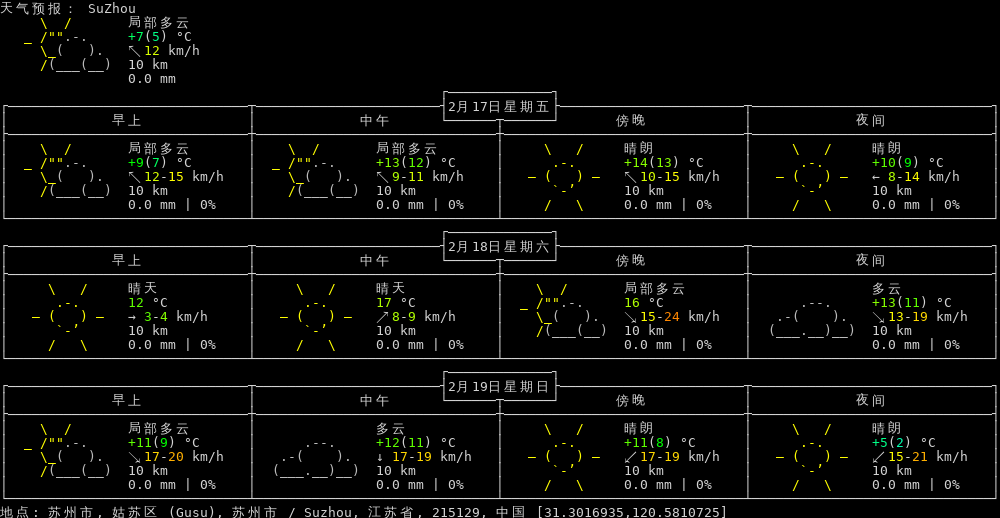 天气预报: SuZhou
局部多云
+7(5) °C
↖ 12 km/h
10 km
0.0 mm
2月17日星期五
早上 中午 傍晚 夜间
局部多云 局部多云 晴朗 晴朗
+9(7) °C +13(12) °C +14(13) °C +10(9) °C
↖ 12-15 km/h ↖ 9-11 km/h ↖ 10-15 km/h ← 8-14 km/h
10 km 10 km 10 km 10 km
0.0 mm | 0% 0.0 mm | 0% 0.0 mm | 0% 0.0 mm | 0%
2月18日星期六
早上 中午 傍晚 夜间
晴天 晴天 局部多云 多云
12 °C 17 °C 16 °C +13(11) °C
→ 3-4 km/h ↗ 8-9 km/h ↘ 15-24 km/h ↘ 13-19 km/h
10 km 10 km 10 km 10 km
0.0 mm | 0% 0.0 mm | 0% 0.0 mm | 0% 0.0 mm | 0%
2月19日星期日
早上 中午 傍晚 夜间
局部多云 多云 晴朗 晴朗
+11(9) °C +12(11) °C +11(8) °C +5(2) °C
↘ 17-20 km/h ↓ 17-19 km/h ↙ 17-19 km/h ↙ 15-21 km/h
10 km 10 km 10 km 10 km
0.0 mm | 0% 0.0 mm | 0% 0.0 mm | 0% 0.0 mm | 0%
地点: 苏州市, 姑苏区 (Gusu), 苏州市 / Suzhou, 江苏省, 215129, 中国 [31.3016935,120.5810725]